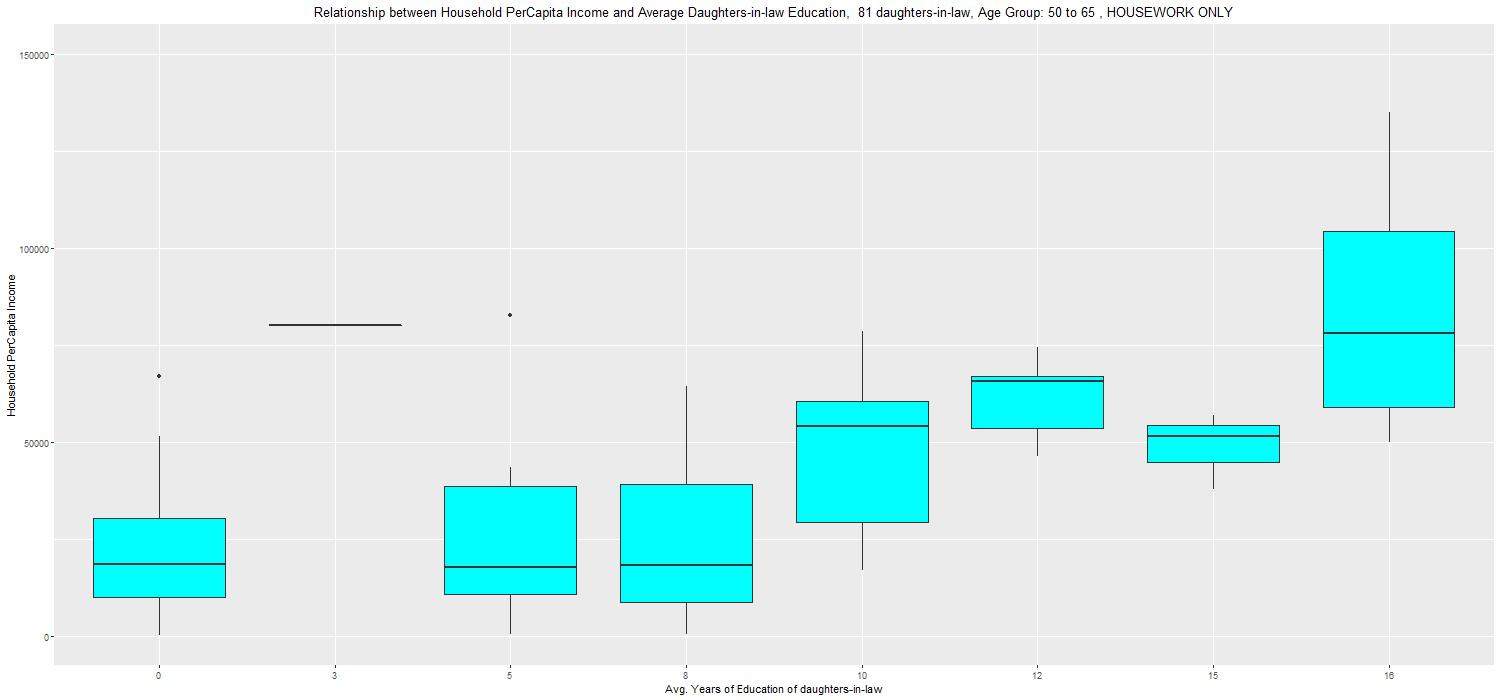 Relationship between Household PerCapita Income and Average Daughters-in-law Education,  81 daughters-in-law, Age Group: 50 to 65 , HOUSEWORK ONLY
150000
100000
50000
0
Household PerCapita Income
0 3 5 8 10 12 15 16
Avg. Years of Education of daughters-in-law